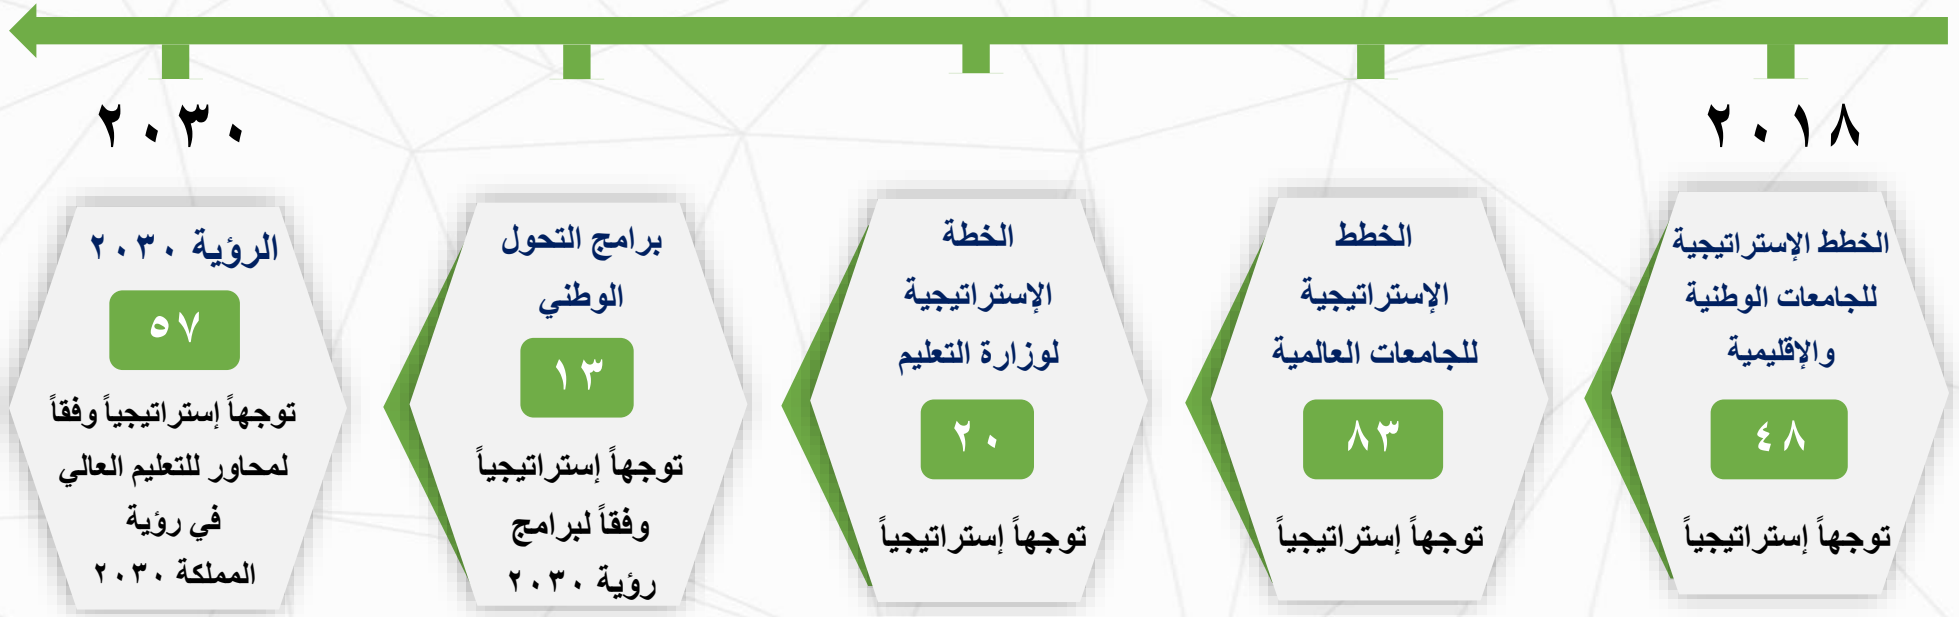 ٢٠١٨
الخطط الإستراتيجية
للجامعات الوطنية
والإقليمية
٤٨
توجهاً إستراتيجياً
الخطط
الإستراتيجية
للجامعات العالمية
٨٣
توجهاً إستراتيجياً
الخطة
الإستراتيجية
لوزارة التعليم
٢٠
توجهاً إستراتيجياً
برامج التحول
الوطني
١٣
توجهاً إستراتيجياً
وفقاً لبرامج
رؤية ٢٠٣٠
٢٠٣٠
الرؤية ٢٠٣٠
٥٧
توجهاً إستراتيجياً وفقاً
لمحاور للتعليم العالي
في رؤية
المملكة ٢٠٣٠